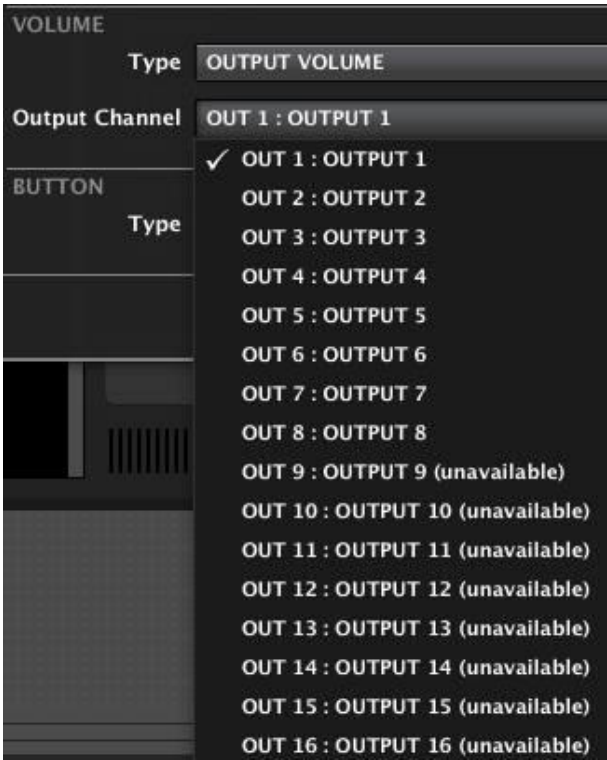 VOLUME
Type OUTPUT VOLUME
Output Channel OUT 1 : OUTPUT 1
✓ OUT 1 : OUTPUT 1
BUTTON
Type
OUT 2 : OUTPUT 2
OUT 3 : OUTPUT 3
OUT 4 : OUTPUT 4
OUT 5 : OUTPUT 5
OUT 6 : OUTPUT 6
OUT 7 : OUTPUT 7
OUT 8 : OUTPUT 8
OUT 9 : OUTPUT 9 (unavailable)
OUT 10 : OUTPUT 10 (unavailable)
OUT 11 : OUTPUT 11 (unavailable)
OUT 12 : OUTPUT 12 (unavailable)
OUT 13 : OUTPUT 13 (unavailable)
OUT 14 : OUTPUT 14 (unavailable)
OUT 15 : OUTPUT 15 (unavailable)
OUT 16 : OUTPUT 16 (unavailable)